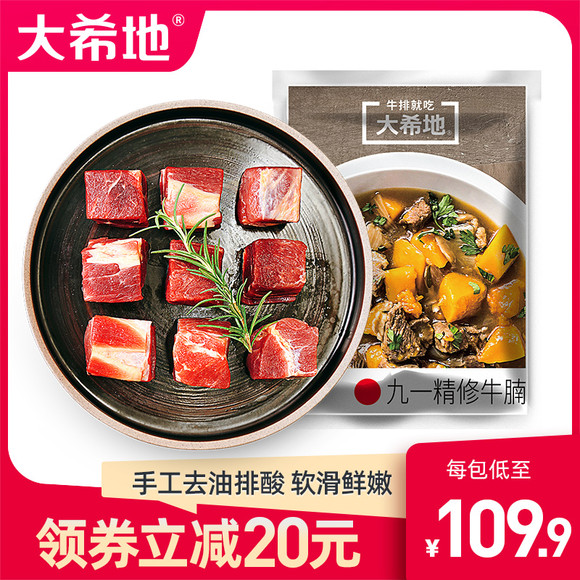 大希地®
牛排就吃
大希地
九一精修牛腩
手工去油排酸 软滑鲜嫩
领券立减20元
每包低至
¥109.9